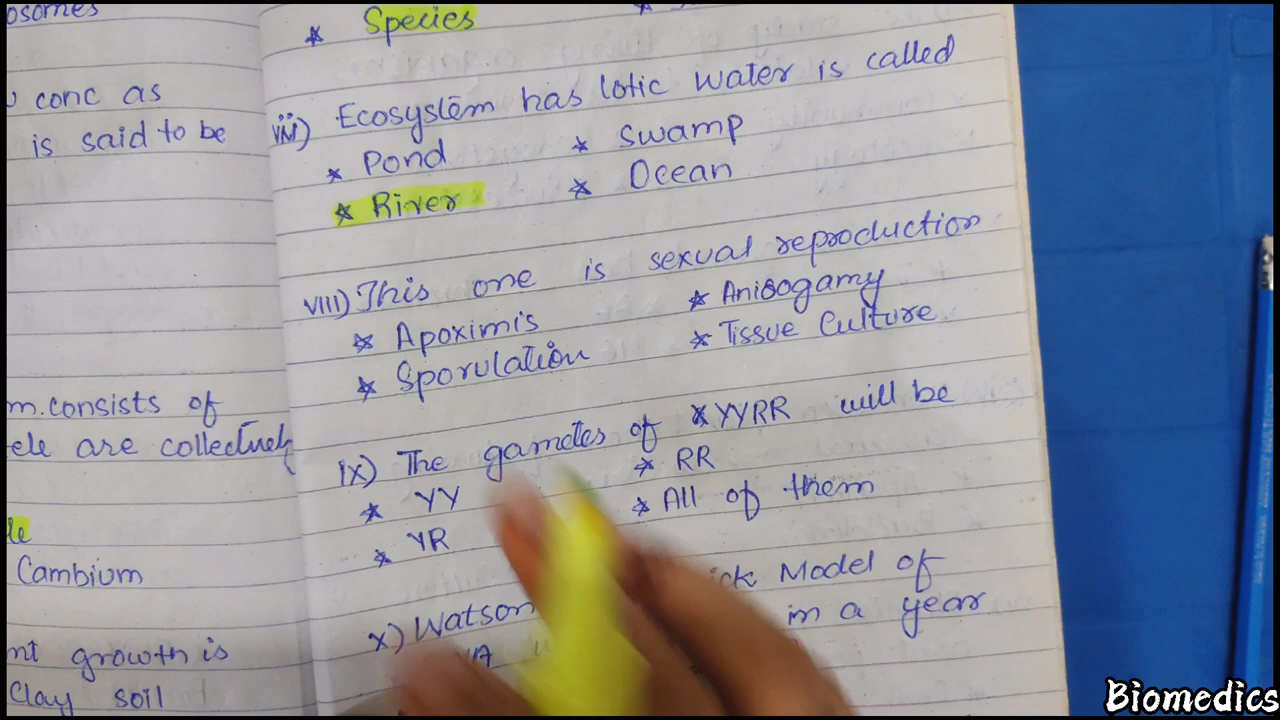 osomes
conc as
is said to be
m.consists of
ele are collectively
le
Cambium
nt growth is
Clay soil
* Species
vii) Ecosystem has lotic water is called
* Pond * Swamp
* River * Ocean
viii) This one is sexual reproduction
* Apoximis * Anisogamy
* Sporulation * Tissue Culture
ix) The gametes of *YYRR will be
* YY * RR
* YR * All of them
x) Watson ick Model of
in a year
Biomedics